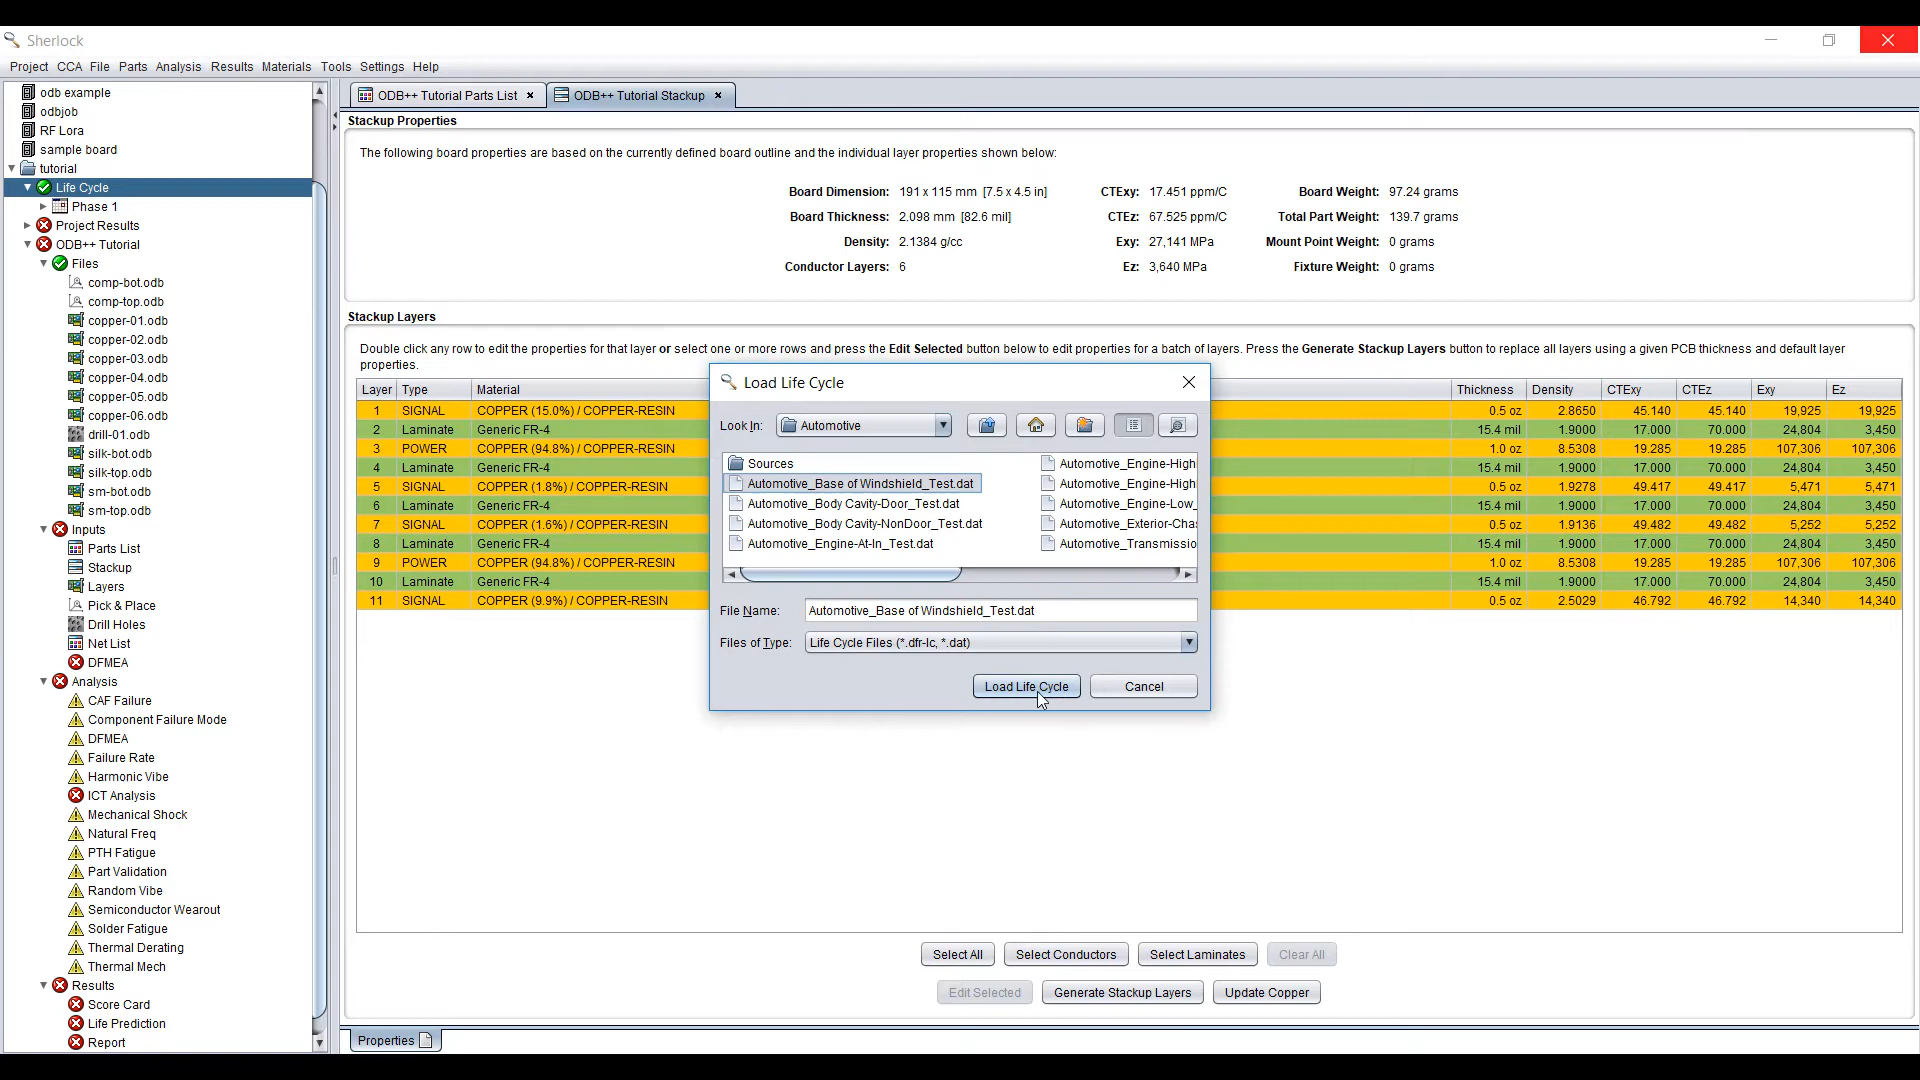 Sherlock
Project CCA File Parts Analysis Results Materials Tools Settings Help
odb example
odbjob
RF Lora
sample board
tutorial
Life Cycle
Phase 1
Project Results
ODB++ Tutorial
Files
comp-bot.odb
comp-top.odb
copper-01.odb
copper-02.odb
copper-03.odb
copper-04.odb
copper-05.odb
copper-06.odb
drill-01.odb
silk-bot.odb
silk-top.odb
sm-bot.odb
sm-top.odb
Inputs
Parts List
Stackup
Layers
Pick & Place
Drill Holes
Net List
DFMEA
Analysis
CAF Failure
Component Failure Mode
DFMEA
Failure Rate
Harmonic Vibe
ICT Analysis
Mechanical Shock
Natural Freq
PTH Fatigue
Part Validation
Random Vibe
Semiconductor Wearout
Solder Fatigue
Thermal Derating
Thermal Mech
Results
Score Card
Life Prediction
Report
ODB++ Tutorial Parts List ODB++ Tutorial Stackup
Stackup Properties
The following board properties are based on the currently defined board outline and the individual layer properties shown below:
Board Dimension: 191 x 115 mm [7.5 x 4.5 in] CTExy: 17.451 ppm/C Board Weight: 97.24 grams
Board Thickness: 2.098 mm [82.6 mil] CTEz: 67.525 ppm/C Total Part Weight: 139.7 grams
Density: 2.1384 g/cc Exy: 27,141 MPa Mount Point Weight: 0 grams
Conductor Layers: 6 Ez: 3,640 MPa Fixture Weight: 0 grams
Stackup Layers
Double click any row to edit the properties for that layer or select one or more rows and press the Edit Selected button below to edit properties for a batch of layers. Press the Generate Stackup Layers button to replace all layers using a given PCB thickness and default layer
properties.
Layer Type Material Thickness Density CTExy CTEz Exy Ez
1 SIGNAL COPPER (15.0%) / COPPER-RESIN 0.5 oz 2.8650 45.140 45.140 19,925 19,925
2 Laminate Generic FR-4 15.4 mil 1.9000 17.000 70.000 24,804 3,450
3 POWER COPPER (94.8%) / COPPER-RESIN 1.0 oz 8.5308 19.285 19.285 107,306 107,306
4 Laminate Generic FR-4 15.4 mil 1.9000 17.000 70.000 24,804 3,450
5 SIGNAL COPPER (1.8%) / COPPER-RESIN 0.5 oz 1.9278 49.417 49.417 5,471 5,471
6 Laminate Generic FR-4 15.4 mil 1.9000 17.000 70.000 24,804 3,450
7 SIGNAL COPPER (1.6%) / COPPER-RESIN 0.5 oz 1.9136 49.482 49.482 5,252 5,252
8 Laminate Generic FR-4 15.4 mil 1.9000 17.000 70.000 24,804 3,450
9 POWER COPPER (94.8%) / COPPER-RESIN 1.0 oz 8.5308 19.285 19.285 107,306 107,306
10 Laminate Generic FR-4 15.4 mil 1.9000 17.000 70.000 24,804 3,450
11 SIGNAL COPPER (9.9%) / COPPER-RESIN 0.5 oz 2.5029 46.792 46.792 14,340 14,340
Load Life Cycle
Look In: Automotive
Sources Automotive_Engine-High
Automotive_Base of Windshield_Test.dat Automotive_Engine-High
Automotive_Body Cavity-Door_Test.dat Automotive_Engine-Low_
Automotive_Body Cavity-NonDoor_Test.dat Automotive_Exterior-Chas
Automotive_Engine-At-In_Test.dat Automotive_Transmissio
File Name: Automotive_Base of Windshield_Test.dat
Files of Type: Life Cycle Files (*.dfr-lc, *.dat)
Load Life Cycle Cancel
Select All Select Conductors Select Laminates Clear All
Edit Selected Generate Stackup Layers Update Copper
Properties